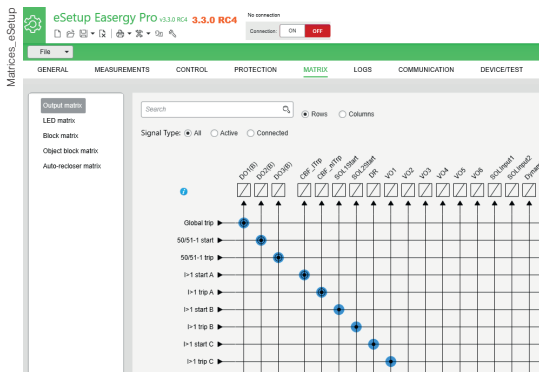 Matrices_eSetup
eSetup Easergy Pro v3.3.0 RC4 3.3.0 RC4
No connection
Connection: ON OFF
File
GENERAL MEASUREMENTS CONTROL PROTECTION MATRIX LOGS COMMUNICATION DEVICE/TEST
Output matrix
LED matrix
Block matrix
Object block matrix
Auto-recloser matrix
Search
Rows Columns
Signal Type: All Active Connected
DO1(B) DO2(B) DO3(B) CBF_iTrp CBF_niTrp SOL1Start SOL2Start DR VO1 VO2 VO3 VO4 VO5 VO6 SOLInput1 SOLInput2
Global trip
50/51-1 start
50/51-1 trip
I>1 start A
I>1 trip A
I>1 start B
I>1 trip B
I>1 start C
I>1 trip C